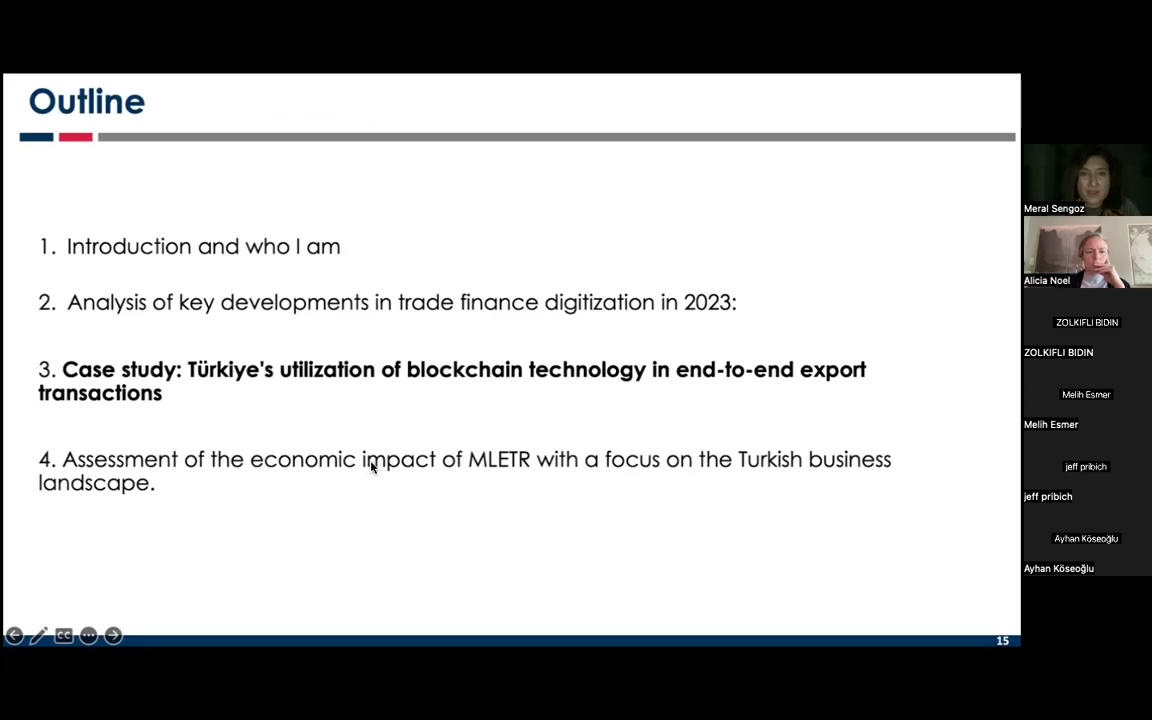 Outline
1. Introduction and who I am
2. Analysis of key developments in trade finance digitization in 2023:
3. Case study: Türkiye's utilization of blockchain technology in end-to-end export
transactions
4. Assessment of the economic impact of MLETR with a focus on the Turkish business
landscape.
CC
15
Meral Sengoz
Alicia Noel
ZOLKIFLI BIDIN
ZOLKIFLI BIDIN
Melih Esmer
Melih Esmer
jeff pribich
jeff pribich
Ayhan Köseoğlu
Ayhan Köseoğlu